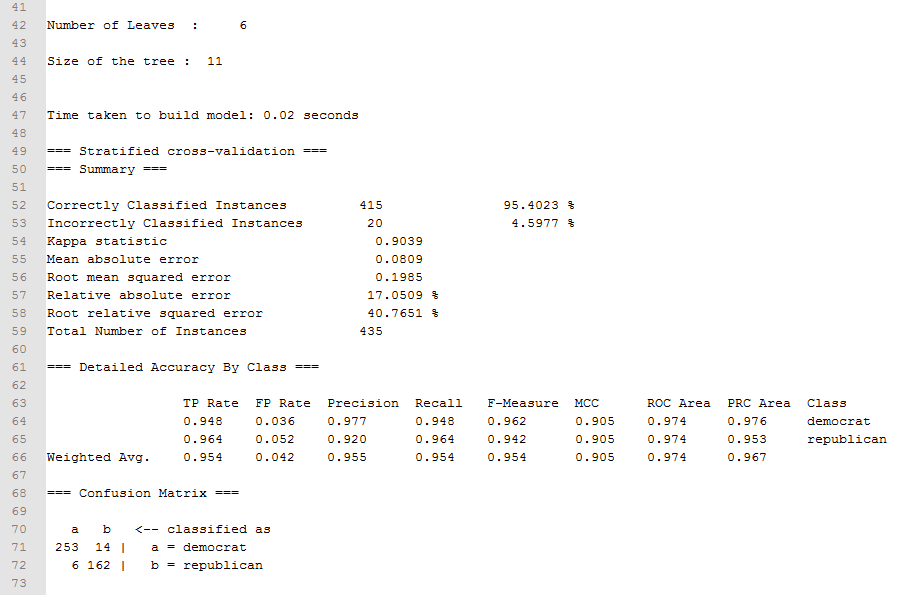 41
42 Number of Leaves  :     6
43
44 Size of the tree :  11
45
46
47 Time taken to build model: 0.02 seconds
48
49 === Stratified cross-validation ===
50 === Summary ===
51
52 Correctly Classified Instances         415               95.4023 %
53 Incorrectly Classified Instances        20                4.5977 %
54 Kappa statistic                          0.9039
55 Mean absolute error                      0.0809
56 Root mean squared error                  0.1985
57 Relative absolute error                 17.0509 %
58 Root relative squared error             40.7651 %
59 Total Number of Instances              435
60
61 === Detailed Accuracy By Class ===
62
63                  TP Rate  FP Rate  Precision  Recall   F-Measure  MCC      ROC Area  PRC Area  Class
64                  0.948    0.036    0.977      0.948    0.962      0.905    0.974     0.976     democrat
65                  0.964    0.052    0.920      0.964    0.942      0.905    0.974     0.953     republican
66 Weighted Avg.    0.954    0.042    0.955      0.954    0.954      0.905    0.974     0.967
67
68 === Confusion Matrix ===
69
70    a   b   <-- classified as
71  253  14 |   a = democrat
72    6 162 |   b = republican
73